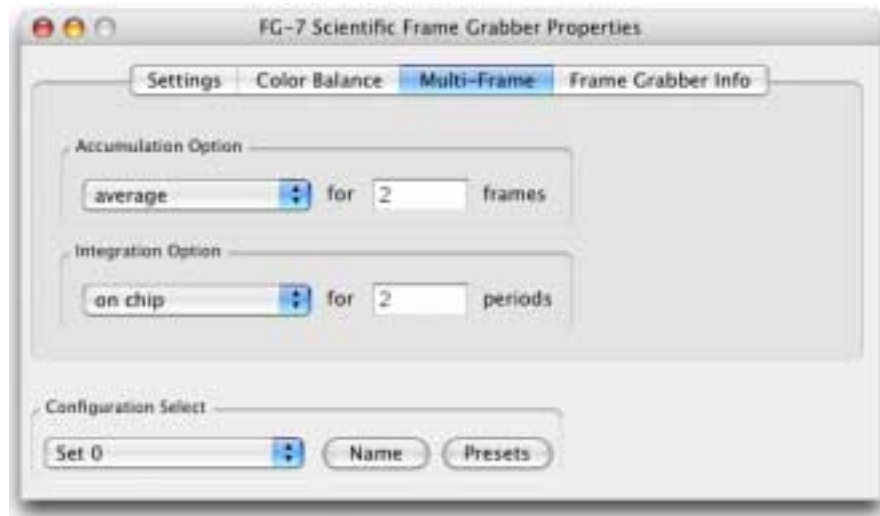 FG-7 Scientific Frame Grabber Properties
Settings Color Balance Multi-Frame Frame Grabber Info
Accumulation Option
average for 2 frames
Integration Option
on chip for 2 periods
Configuration Select
Set 0 Name Presets